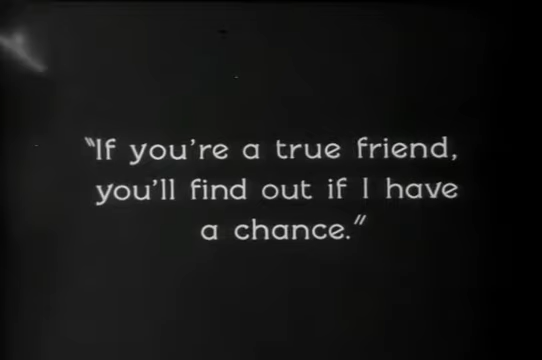 "If you're a true friend,
you'll find out if I have
a chance."